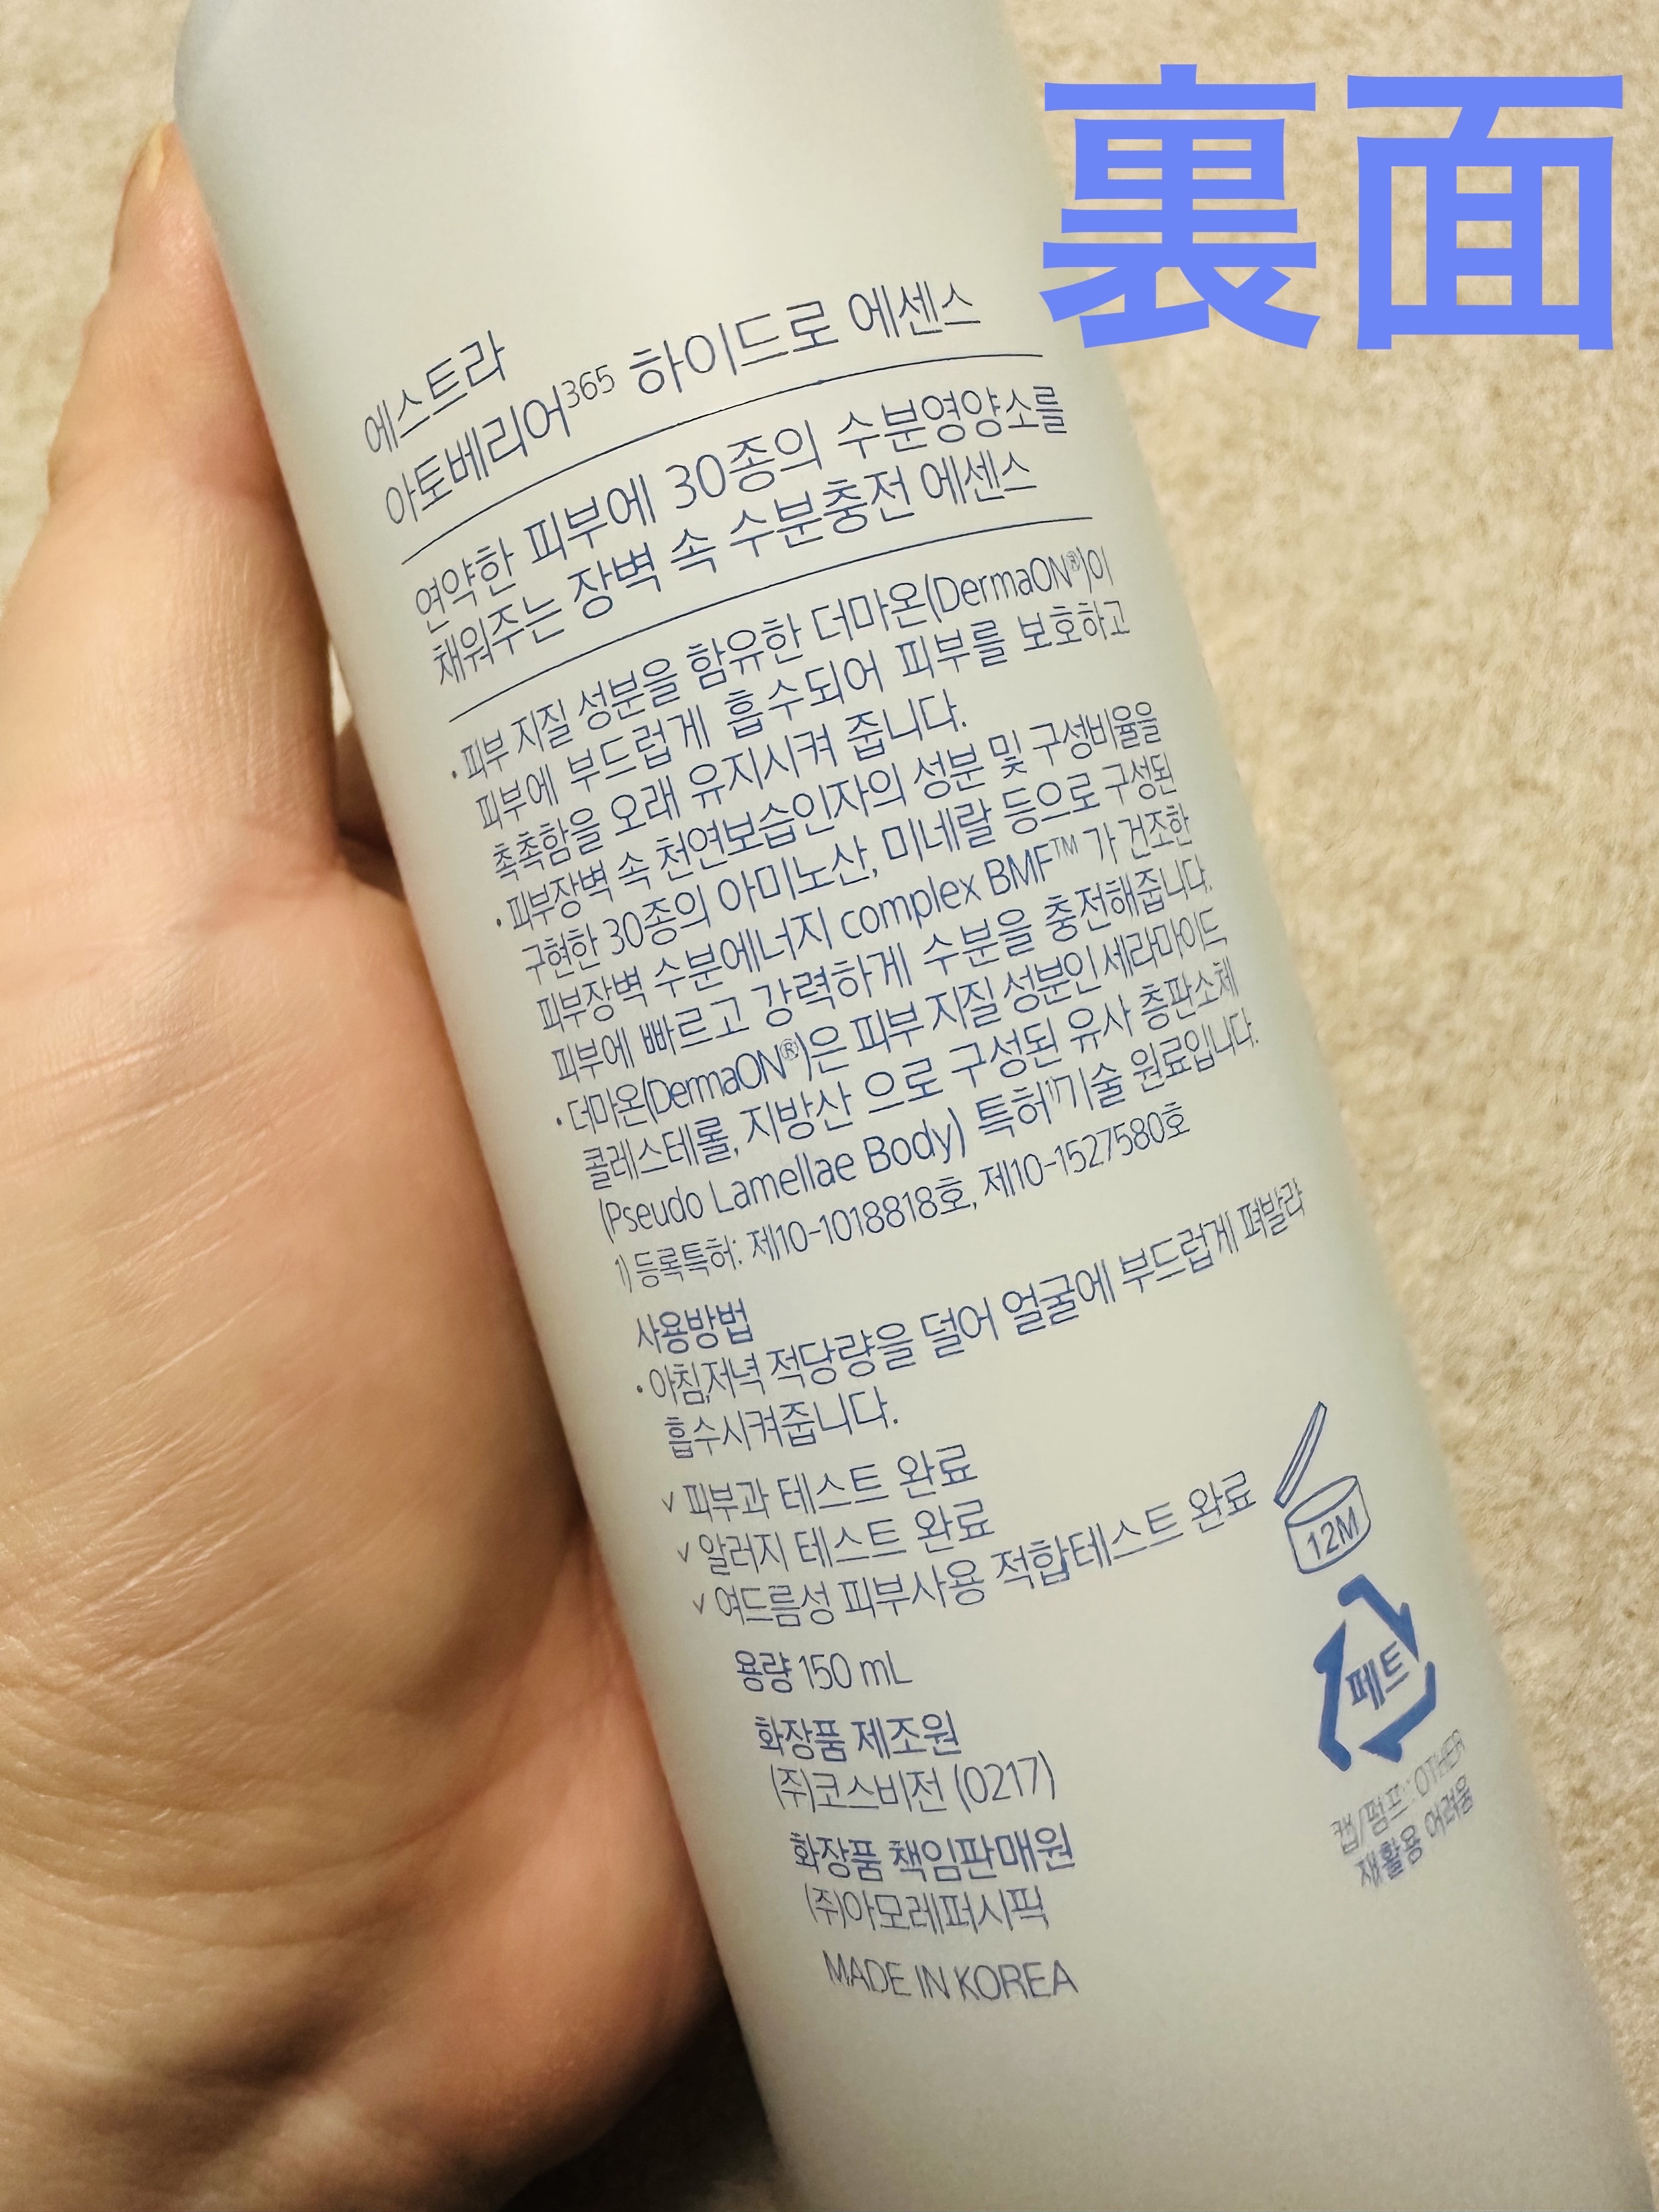 裏面
에스트라
아토베리어365 하이드로 에센스
연약한 피부에 30종의 수분영양소를
채워주는 장벽 속 수분충전 에센스
• 피부 지질 성분을 함유한 더마온(DermaON®)이
피부에 부드럽게 흡수되어 피부를 보호하고
촉촉함을 오래 유지시켜 줍니다.
• 피부장벽 속 천연보습인자의 성분 및 구성비율을
구현한 30종의 아미노산, 미네랄 등으로 구성된
피부장벽 수분에너지 complex BMF™ 가 건조한
피부에 빠르고 강력하게 수분을 충전해줍니다.
• 더마온(DermaON®)은 피부 지질 성분인 세라마이드
콜레스테롤, 지방산 으로 구성된 유사 층판소체
(Pseudo Lamellae Body) 특허1)기술 원료입니다.
1) 등록특허: 제10-1018818호, 제10-1527580호
사용방법
• 아침,저녁 적당량을 덜어 얼굴에 부드럽게 펴발라
흡수시켜줍니다.
✓ 피부과 테스트 완료
✓ 알러지 테스트 완료
✓ 여드름성 피부사용 적합테스트 완료
12M
용량 150 mL
페트
캡/펌프: OTHER
재활용 어려움
화장품 제조원
(주)코스비전 (0217)
화장품 책임판매원
(주)아모레퍼시픽
MADE IN KOREA